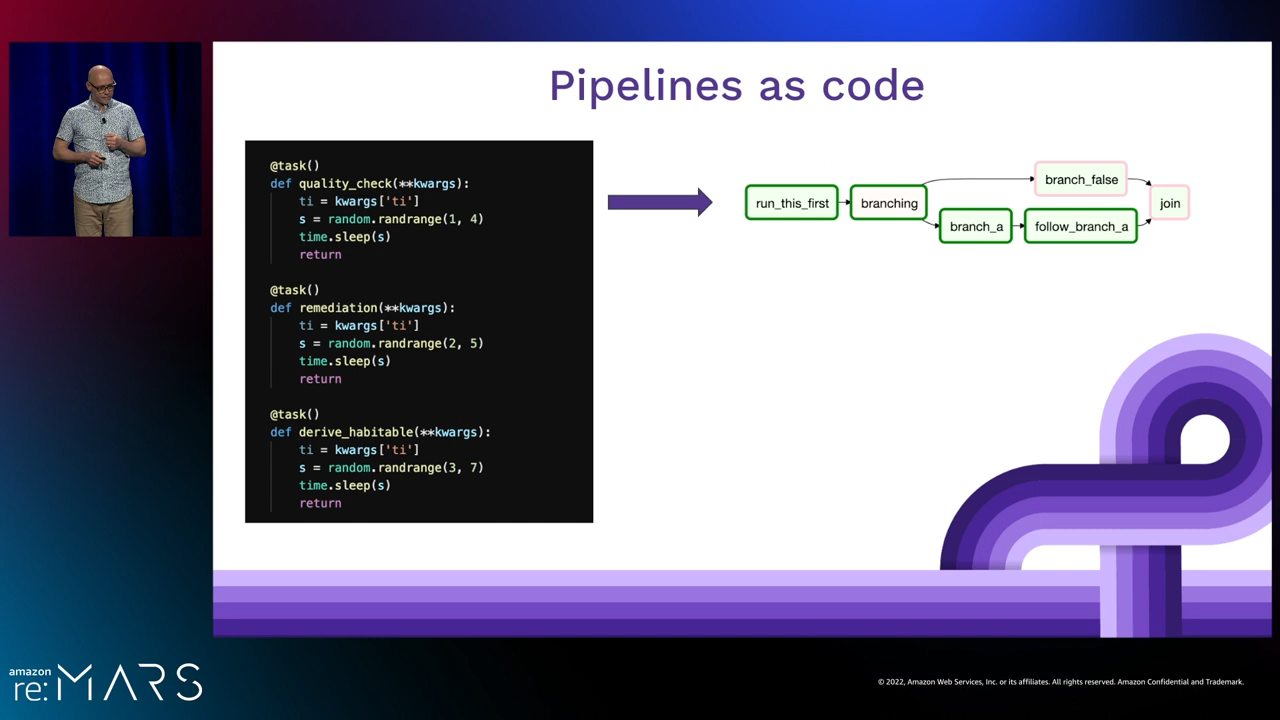 Pipelines as code
@task()
def quality_check(**kwargs):
ti = kwargs['ti']
s = random.randrange(1, 4)
time.sleep(s)
return
@task()
def remediation(**kwargs):
ti = kwargs['ti']
s = random.randrange(2, 5)
time.sleep(s)
return
@task()
def derive_habitable(**kwargs):
ti = kwargs['ti']
s = random.randrange(3, 7)
time.sleep(s)
return
run_this_first
branching
branch_false
branch_a
follow_branch_a
join
amazon
re:MARS
© 2022, Amazon Web Services, Inc. or its affiliates. All rights reserved. Amazon Confidential and Trademark.